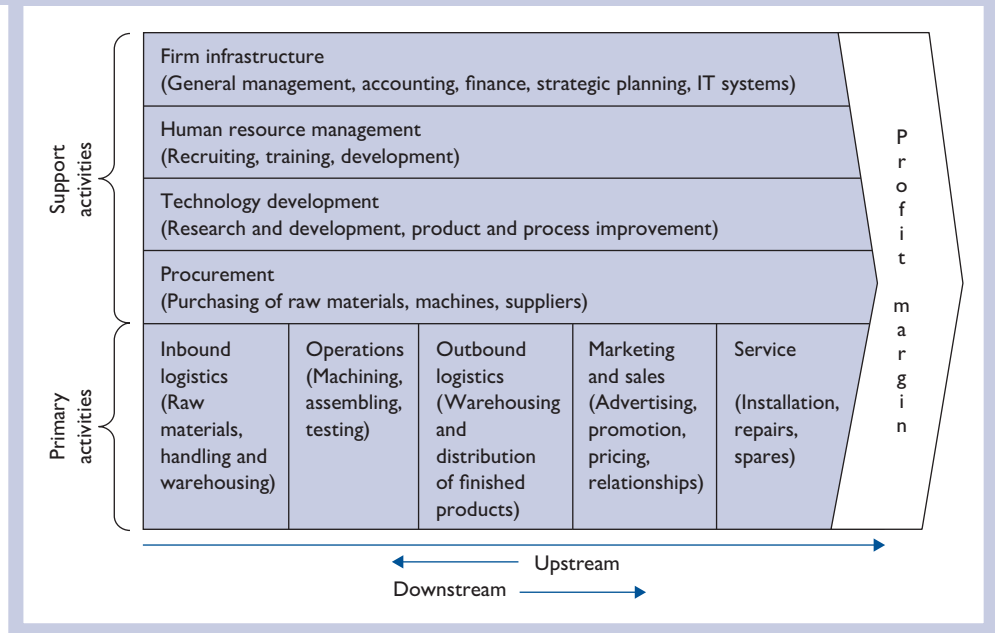 Support
activities
Firm infrastructure
(General management, accounting, finance, strategic planning, IT systems)
Human resource management
(Recruiting, training, development)
Technology development
(Research and development, product and process improvement)
Procurement
(Purchasing of raw materials, machines, suppliers)
Primary
activities
Inbound
logistics
(Raw
materials,
handling and
warehousing)
Operations
(Machining,
assembling,
testing)
Outbound
logistics
(Warehousing
and
distribution
of finished
products)
Marketing
and sales
(Advertising,
promotion,
pricing,
relationships)
Service
(Installation,
repairs,
spares)
Profit margin
Upstream
Downstream